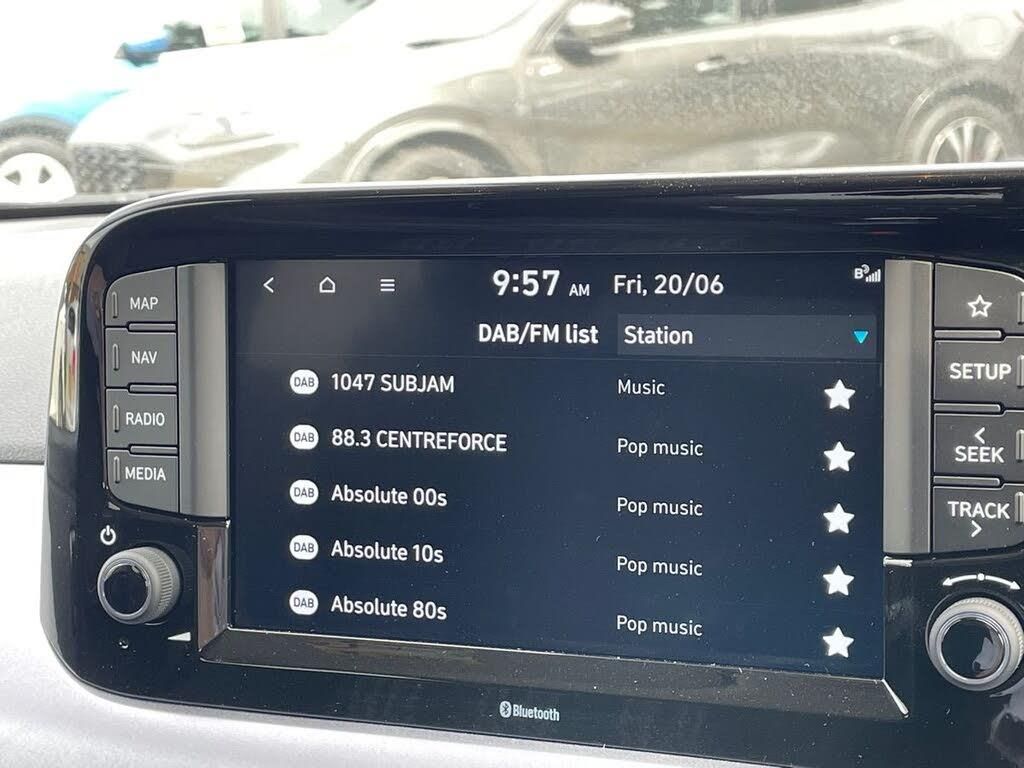 9:57 AM Fri, 20/06 B
DAB/FM list Station
DAB 1047 SUBJAM Music
DAB 88.3 CENTREFORCE Pop music
DAB Absolute 00s Pop music
DAB Absolute 10s Pop music
DAB Absolute 80s Pop music
MAP
NAV
RADIO
MEDIA
SETUP
< SEEK
TRACK >
Bluetooth